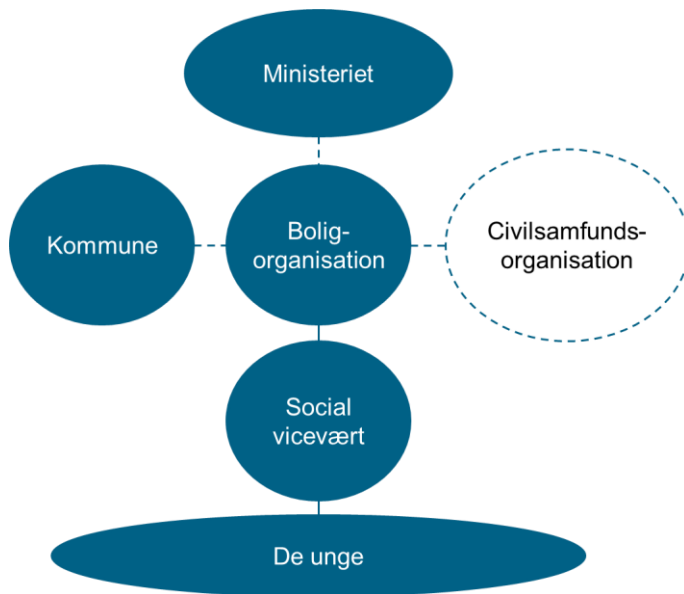 Ministeriet
Kommune
Bolig-
organisation
Civilsamfunds-
organisation
Social
vicevært
De unge